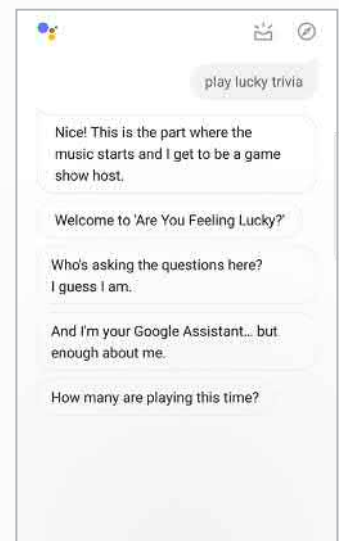 play lucky trivia
Nice! This is the part where the
music starts and I get to be a game
show host.
Welcome to 'Are You Feeling Lucky?'
Who's asking the questions here?
I guess I am.
And I'm your Google Assistant... but
enough about me.
How many are playing this time?